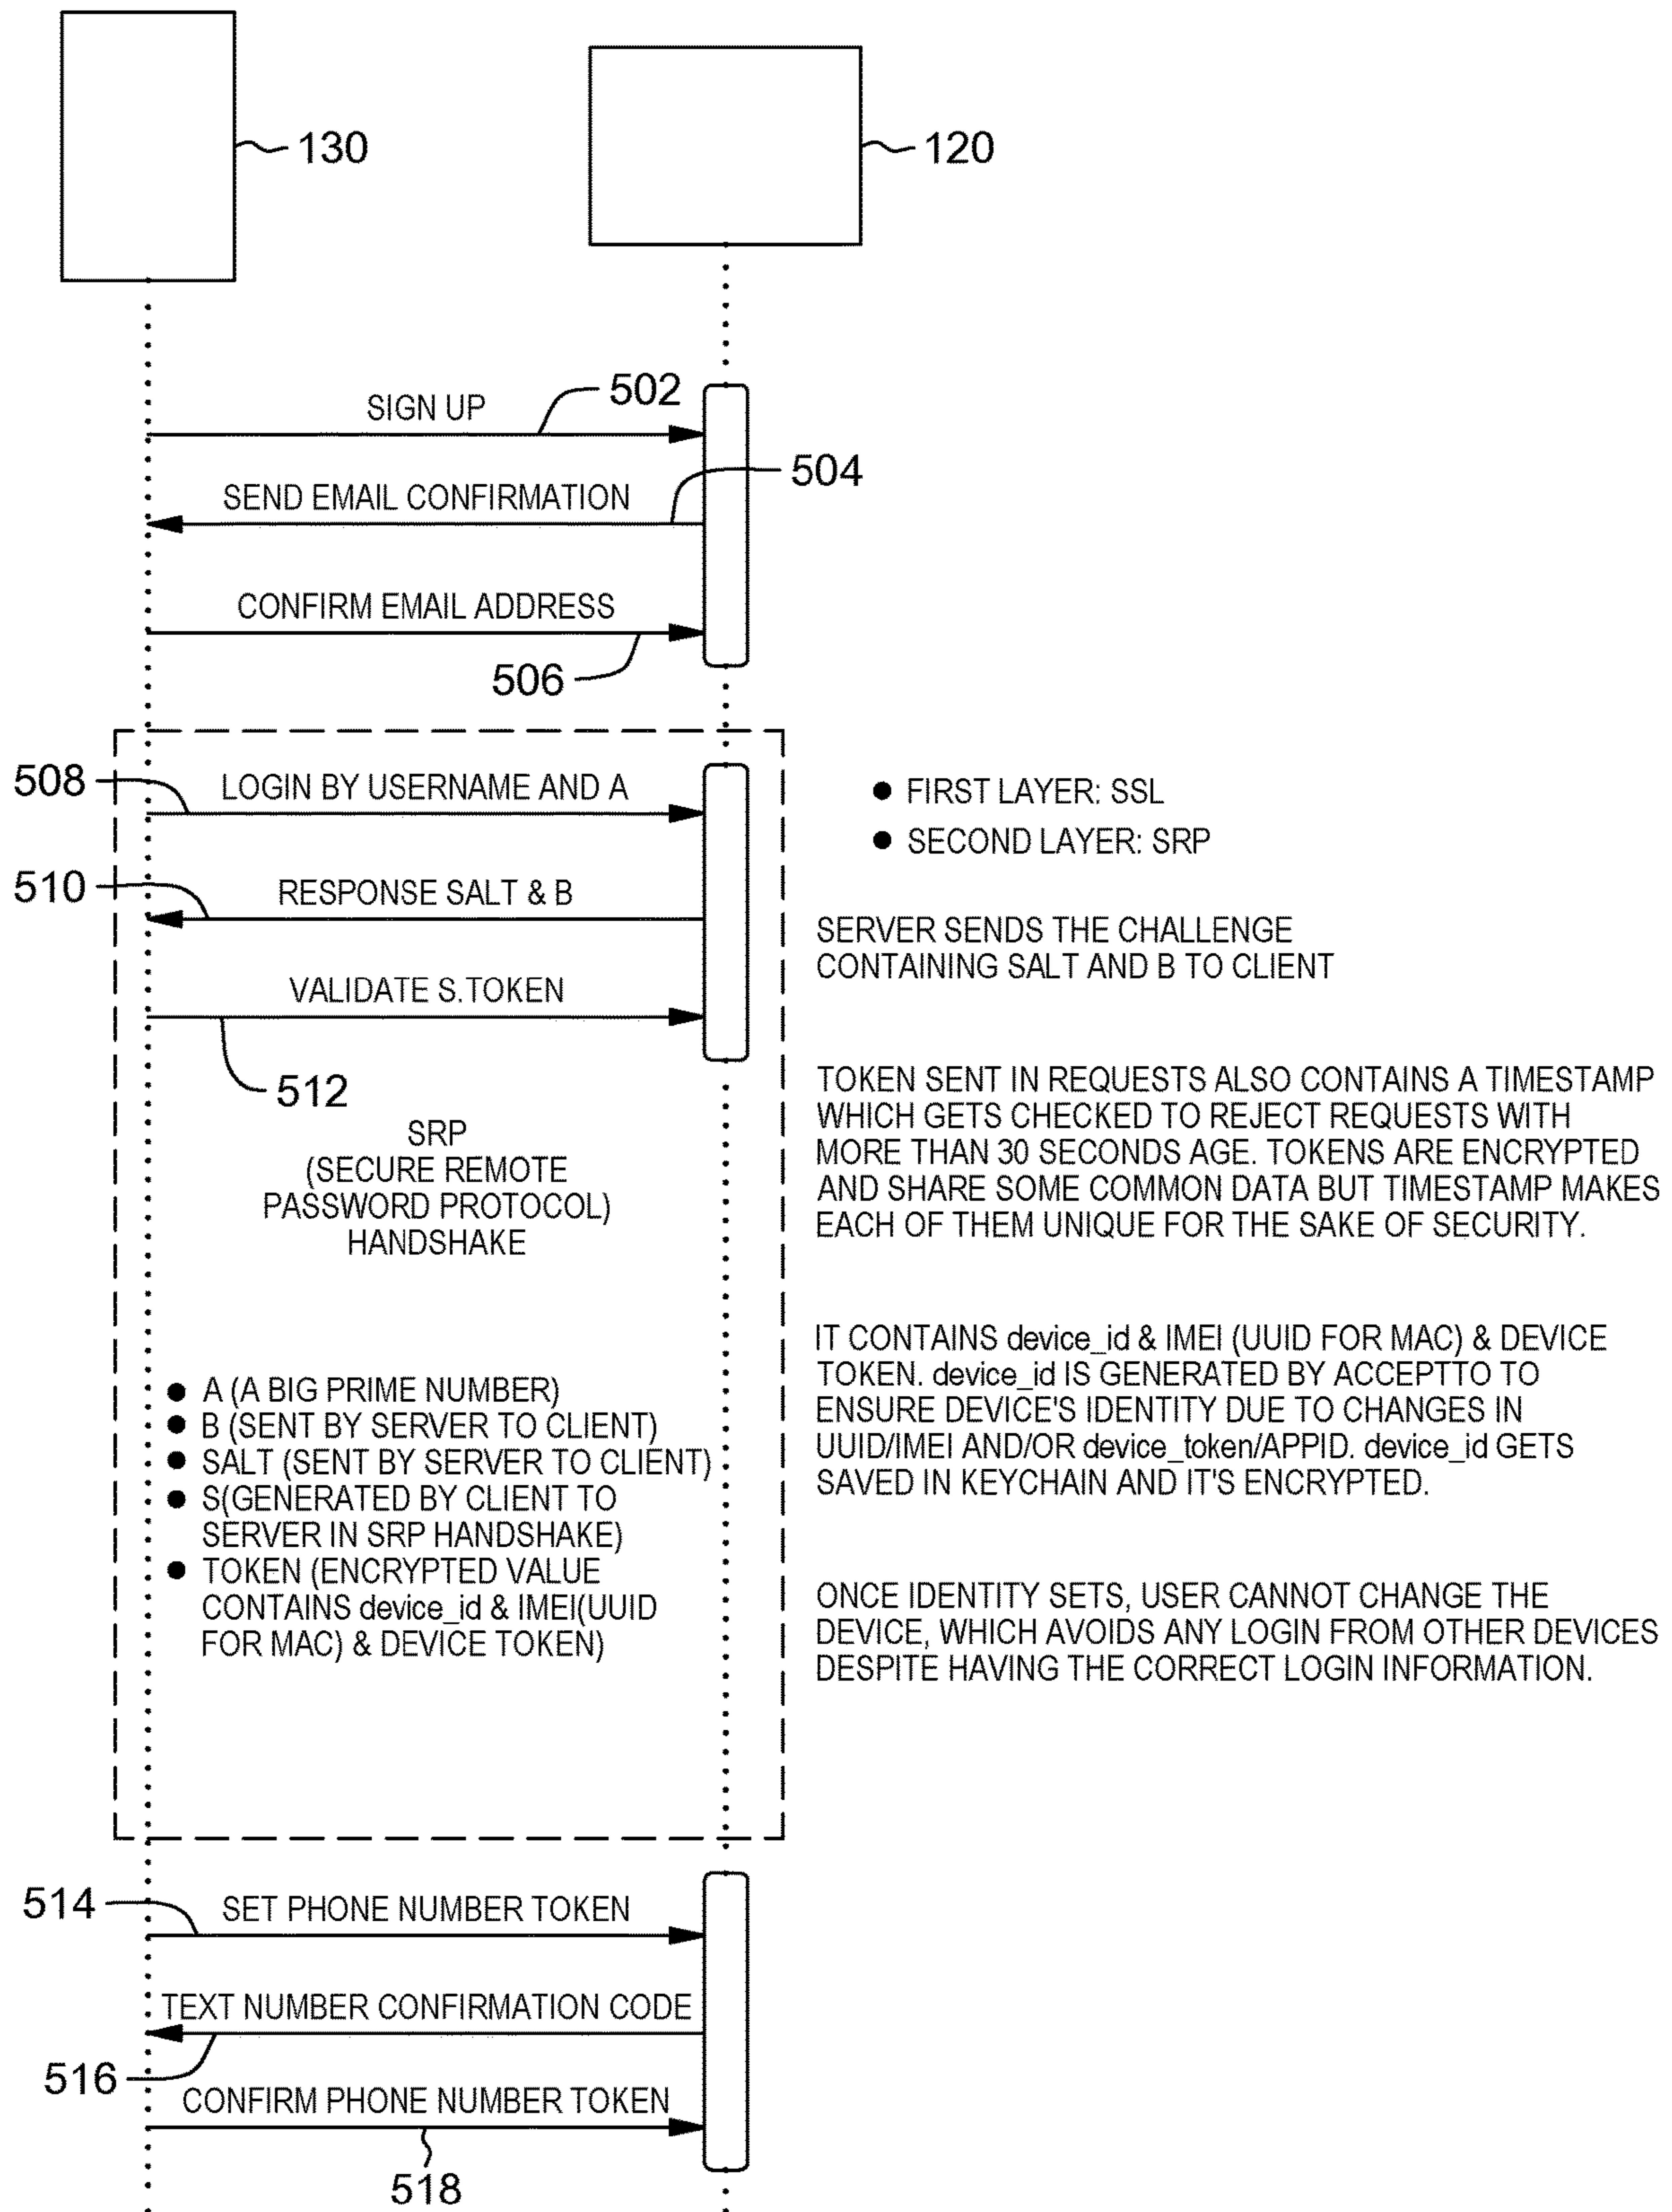 130
120
502
SIGN UP
504
SEND EMAIL CONFIRMATION
CONFIRM EMAIL ADDRESS
506
508
LOGIN BY USERNAME AND A
● FIRST LAYER: SSL
● SECOND LAYER: SRP
510
RESPONSE SALT & B
SERVER SENDS THE CHALLENGE
CONTAINING SALT AND B TO CLIENT
VALIDATE S.TOKEN
512
SRP
(SECURE REMOTE
PASSWORD PROTOCOL)
HANDSHAKE
TOKEN SENT IN REQUESTS ALSO CONTAINS A TIMESTAMP
WHICH GETS CHECKED TO REJECT REQUESTS WITH
MORE THAN 30 SECONDS AGE. TOKENS ARE ENCRYPTED
AND SHARE SOME COMMON DATA BUT TIMESTAMP MAKES
EACH OF THEM UNIQUE FOR THE SAKE OF SECURITY.
IT CONTAINS device_id & IMEI (UUID FOR MAC) & DEVICE
TOKEN. device_id IS GENERATED BY ACCEPTTO TO
ENSURE DEVICE'S IDENTITY DUE TO CHANGES IN
UUID/IMEI AND/OR device_token/APPID. device_id GETS
SAVED IN KEYCHAIN AND IT'S ENCRYPTED.
● A (A BIG PRIME NUMBER)
● B (SENT BY SERVER TO CLIENT)
● SALT (SENT BY SERVER TO CLIENT)
● S(GENERATED BY CLIENT TO
SERVER IN SRP HANDSHAKE)
● TOKEN (ENCRYPTED VALUE
CONTAINS device_id & IMEI(UUID
FOR MAC) & DEVICE TOKEN)
ONCE IDENTITY SETS, USER CANNOT CHANGE THE
DEVICE, WHICH AVOIDS ANY LOGIN FROM OTHER DEVICES
DESPITE HAVING THE CORRECT LOGIN INFORMATION.
514
SET PHONE NUMBER TOKEN
TEXT NUMBER CONFIRMATION CODE
516
CONFIRM PHONE NUMBER TOKEN
518